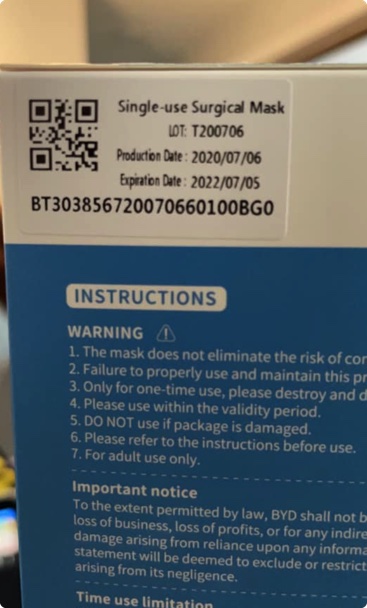 Single-use Surgical Mask
LOT: T200706
Production Date : 2020/07/06
Expiration Date : 2022/07/05
BT303856720070660100BG0
INSTRUCTIONS
WARNING
1. The mask does not eliminate the risk of con
2. Failure to properly use and maintain this pr
3. Only for one-time use, please destroy and d
4. Please use within the validity period.
5. DO NOT use if package is damaged.
6. Please refer to the instructions before use.
7. For adult use only.
Important notice
To the extent permitted by law, BYD shall not b
loss of business, loss of profits, or for any indire
damage arising from reliance upon any informa
statement will be deemed to exclude or restrict
arising from its negligence.
Time use limitation